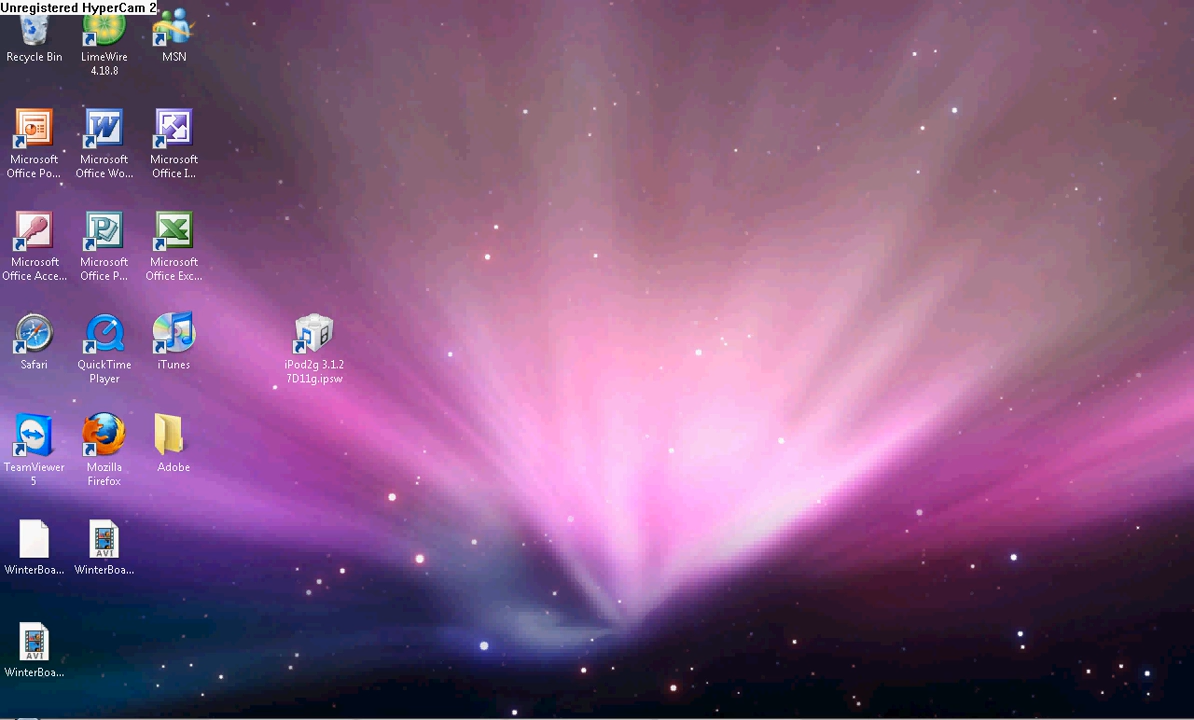 Unregistered HyperCam 2
Recycle Bin
LimeWire
4.18.8
MSN
Microsoft
Office Po...
Microsoft
Office Wo...
Microsoft
Office I...
Microsoft
Office Acce...
Microsoft
Office P...
Microsoft
Office Exc...
Safari
QuickTime
Player
iTunes
iPod2g 3.1.2
7D11g.ipsw
TeamViewer
5
Mozilla
Firefox
Adobe
WinterBoa...
AVI
WinterBoa...
AVI
WinterBoa...